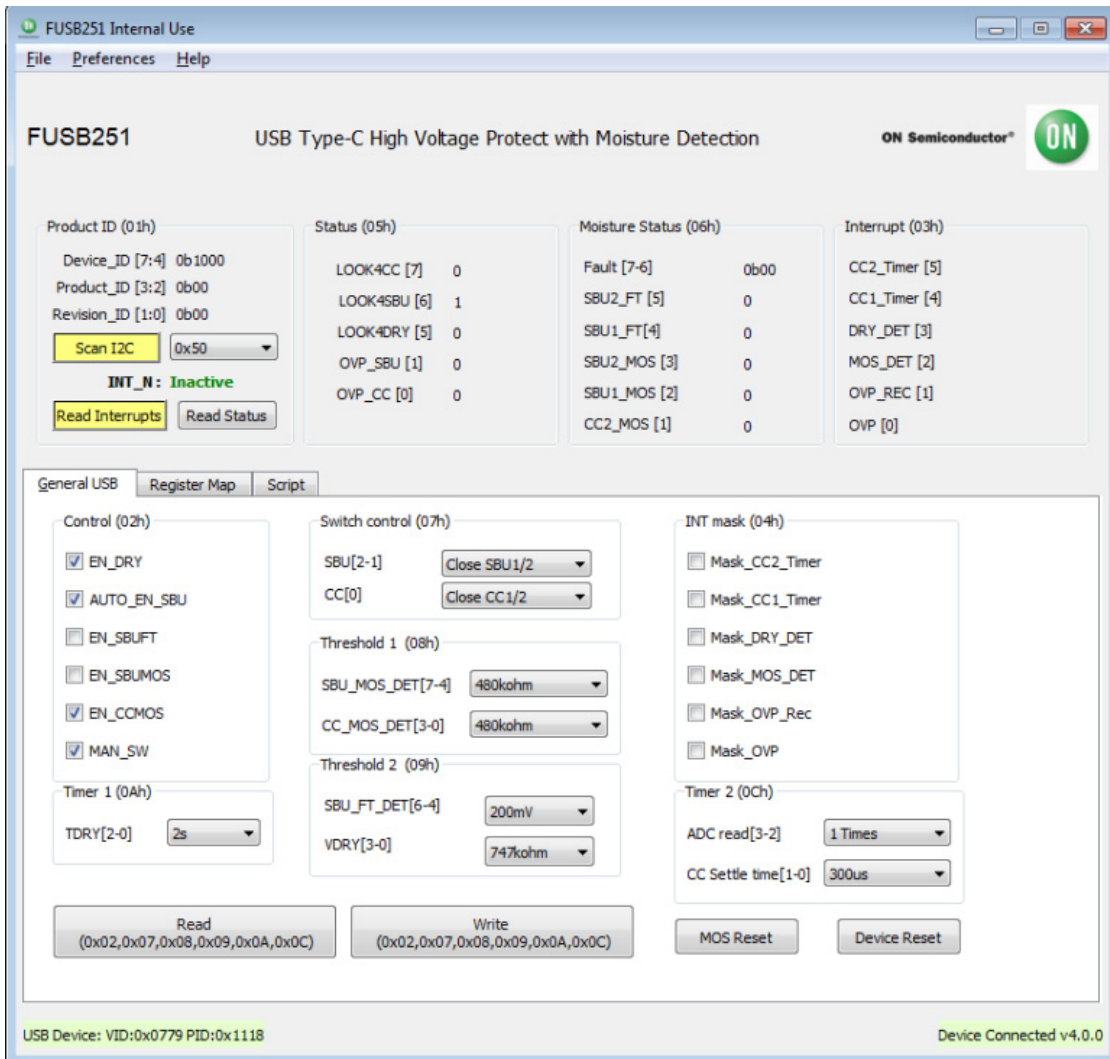 FUSB251 Internal Use
File Preferences Help
FUSB251
USB Type-C High Voltage Protect with Moisture Detection
ON Semiconductor®
ON
Product ID (01h)
Device_ID [7:4] 0b1000
Product_ID [3:2] 0b00
Revision_ID [1:0] 0b00
Scan I2C 0x50
INT_N: Inactive
Read Interrupts Read Status
Status (05h)
LOOK4CC [7] 0
LOOK4SBU [6] 1
LOOK4DRY [5] 0
OVP_SBU [1] 0
OVP_CC [0] 0
Moisture Status (06h)
Fault [7-6] 0b00
SBU2_FT [5] 0
SBU1_FT[4] 0
SBU2_MOS [3] 0
SBU1_MOS [2] 0
CC2_MOS [1] 0
Interrupt (03h)
CC2_Timer [5]
CC1_Timer [4]
DRY_DET [3]
MOS_DET [2]
OVP_REC [1]
OVP [0]
General USB Register Map Script
Control (02h)
EN_DRY
AUTO_EN_SBU
EN_SBUFT
EN_SBUMOS
EN_CCMOS
MAN_SW
Timer 1 (0Ah)
TDRY[2-0] 2s
Switch control (07h)
SBU[2-1] Close SBU1/2
CC[0] Close CC1/2
Threshold 1 (08h)
SBU_MOS_DET[7-4] 480kohm
CC_MOS_DET[3-0] 480kohm
Threshold 2 (09h)
SBU_FT_DET[6-4] 200mV
VDRY[3-0] 747kohm
INT mask (04h)
Mask_CC2_Timer
Mask_CC1_Timer
Mask_DRY_DET
Mask_MOS_DET
Mask_OVP_Rec
Mask_OVP
Timer 2 (0Ch)
ADC read[3-2] 1 Times
CC Settle time[1-0] 300us
Read
(0x02,0x07,0x08,0x09,0x0A,0x0C)
Write
(0x02,0x07,0x08,0x09,0x0A,0x0C)
MOS Reset
Device Reset
USB Device: VID:0x0779 PID:0x1118
Device Connected v4.0.0